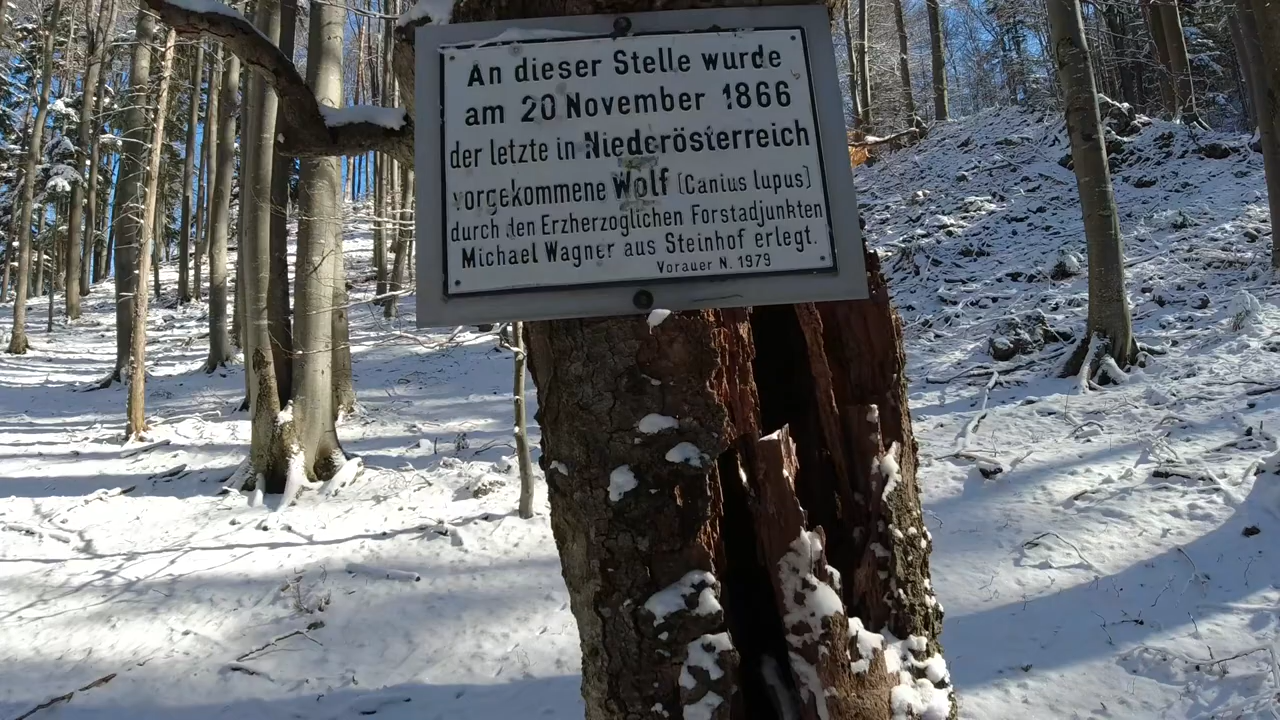 An dieser Stelle wurde
am 20 November 1866
der letzte in Niederösterreich
vorgekommene Wolf (Canius lupus)
durch den Erzherzoglichen Forstadjunkten
Michael Wagner aus Steinhof erlegt.
Vorauer N. 1979